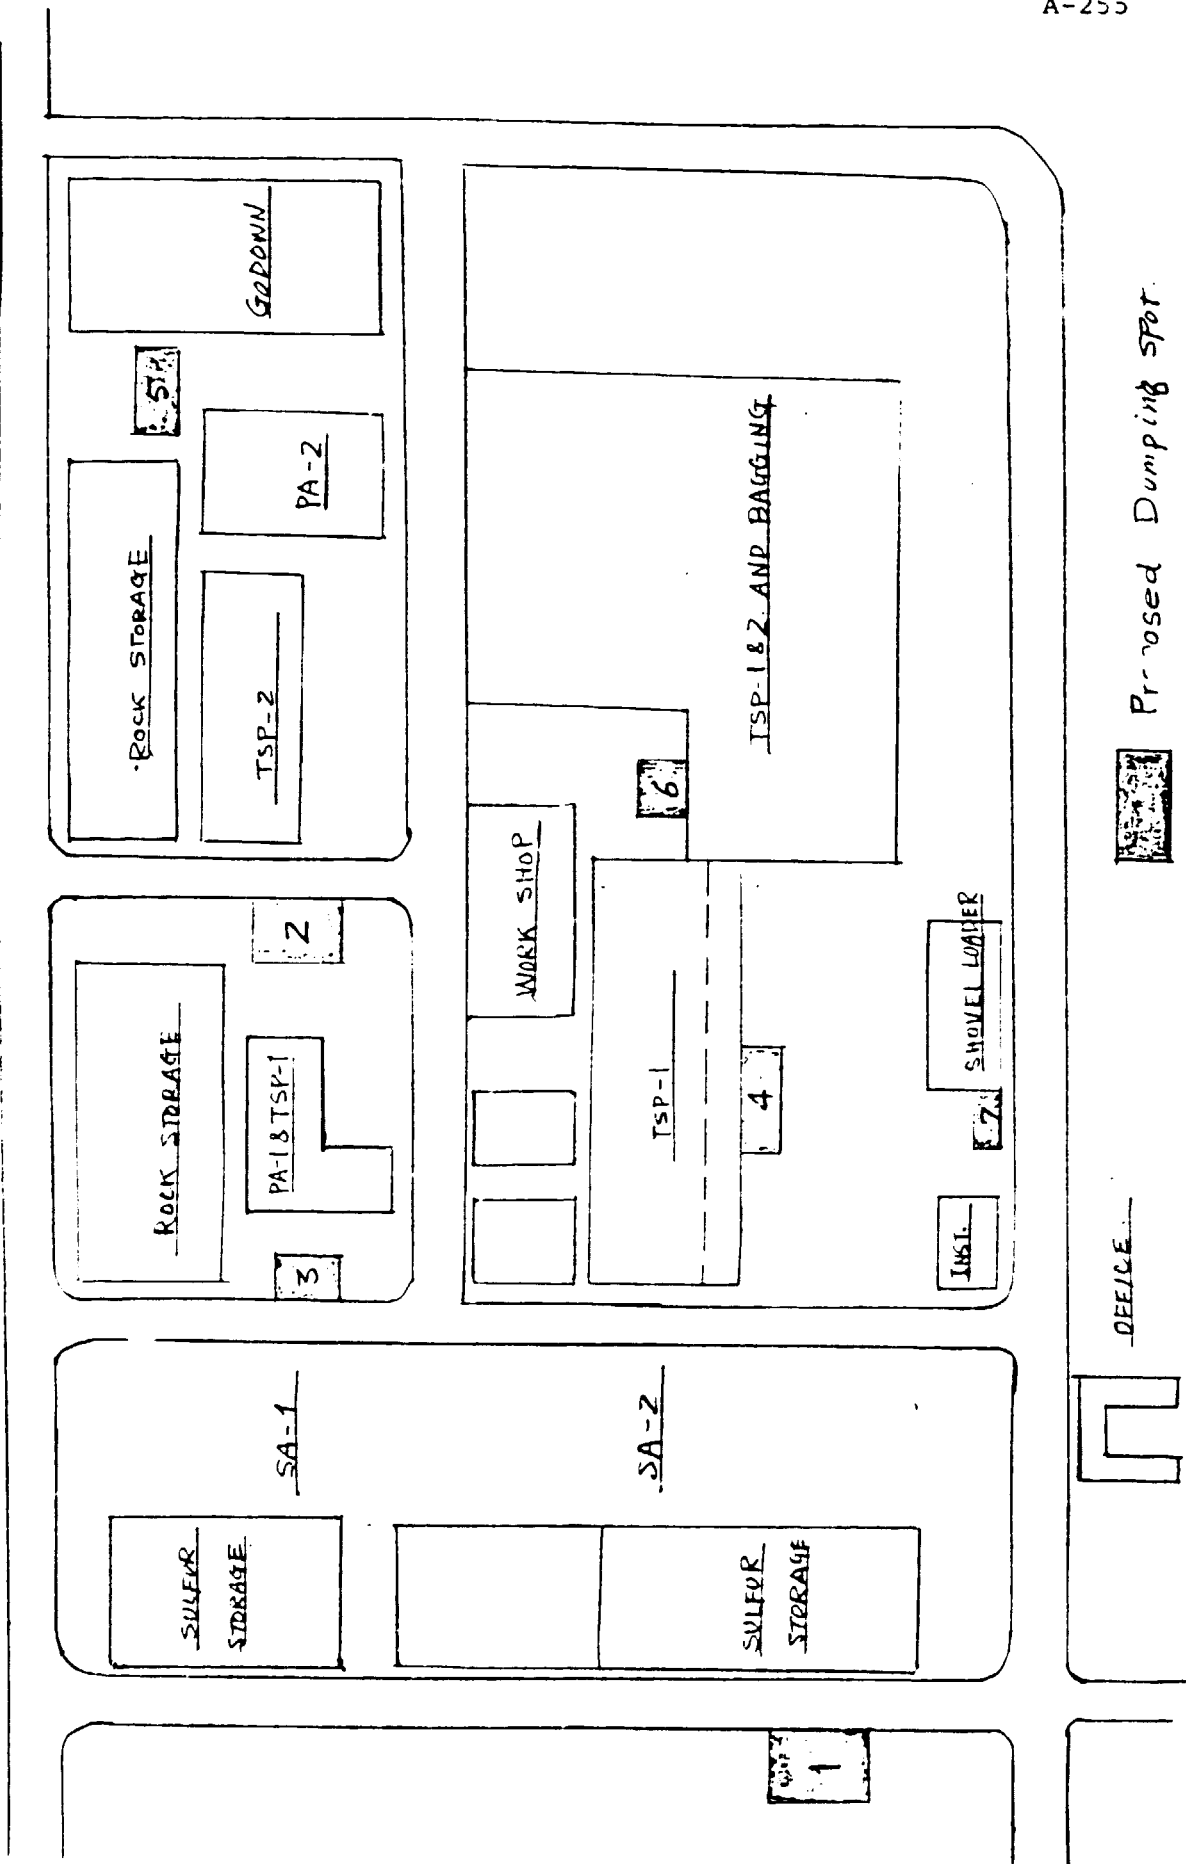 A-255
GODOWN
5
ROCK STORAGE
PA-2
TSP-2
2
ROCK STORAGE
PA-1 & TSP-1
3
WORK SHOP
6
TSP-1 & 2 AND BAGGING
TSP-1
4
SHOVEL LOADER
7
INST.
SA-1
SA-2
SULFUR
STORAGE
SULFUR
STORAGE
1
OFFICE
Dumping spot